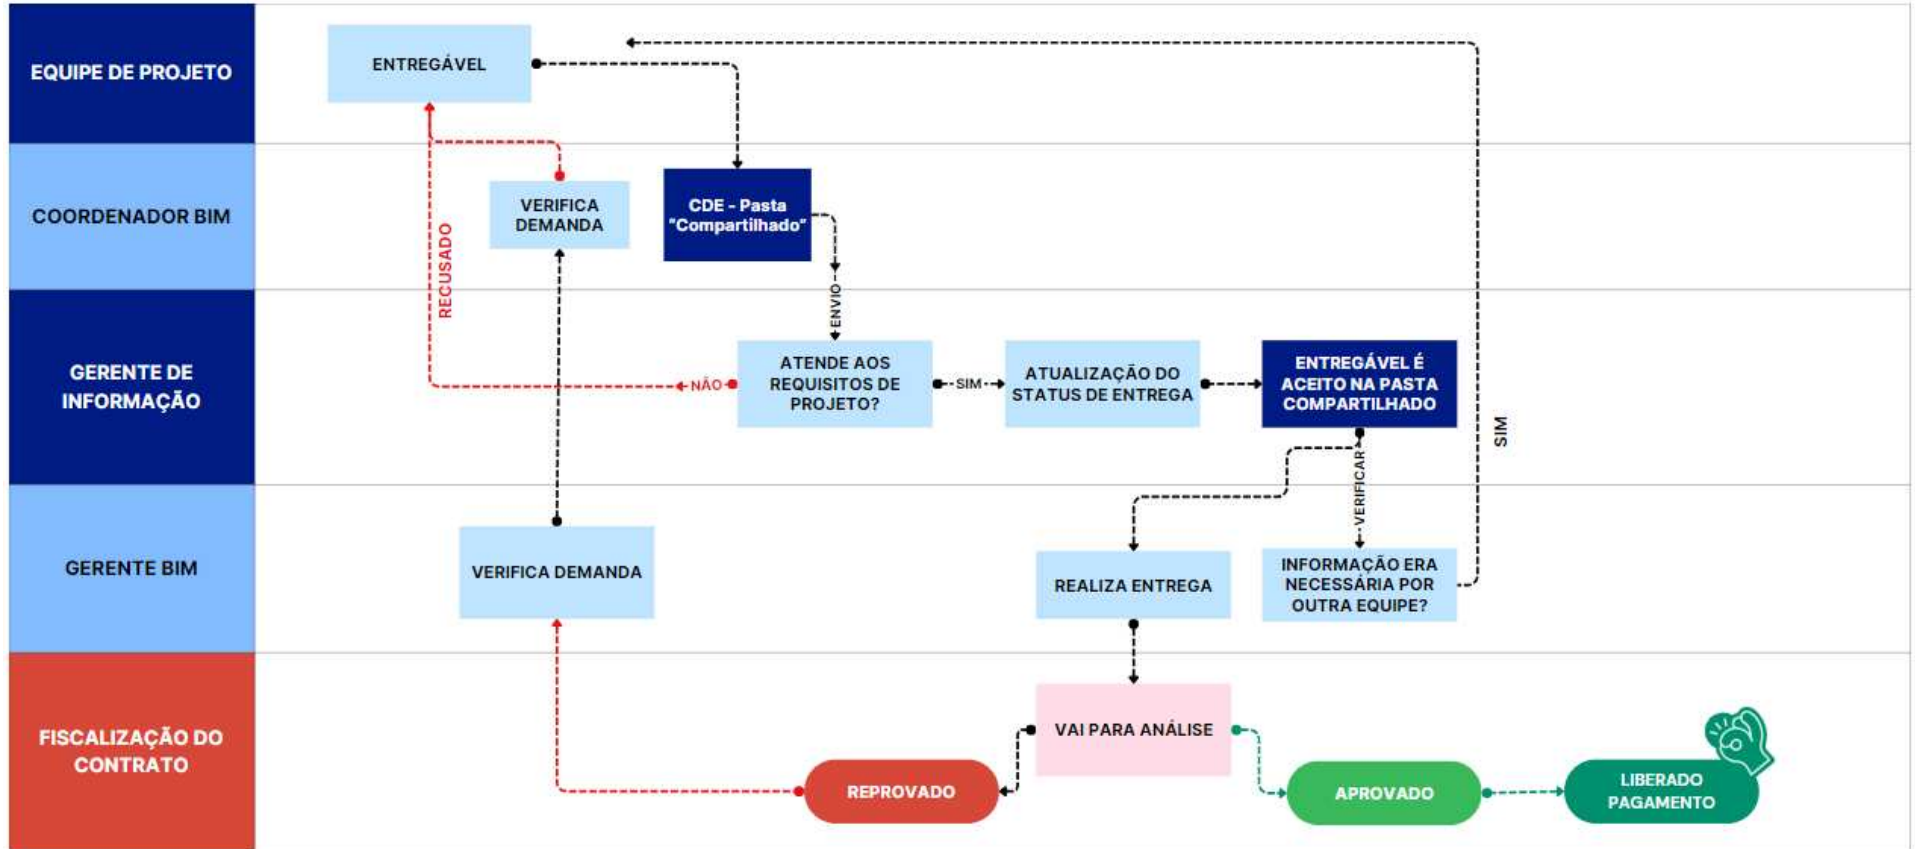 EQUIPE DE PROJETO
ENTREGÁVEL
COORDENADOR BIM
VERIFICA
DEMANDA
CDE - Pasta
"Compartilhado"
RECUSADO
ENVIO
GERENTE DE
INFORMAÇÃO
NÃO
ATENDE AOS
REQUISITOS DE
PROJETO?
SIM
ATUALIZAÇÃO DO
STATUS DE ENTREGA
ENTREGÁVEL É
ACEITO NA PASTA
COMPARTILHADO
SIM
VERIFICAR
GERENTE BIM
VERIFICA DEMANDA
REALIZA ENTREGA
INFORMAÇÃO ERA
NECESSÁRIA POR
OUTRA EQUIPE?
FISCALIZAÇÃO DO
CONTRATO
VAI PARA ANÁLISE
REPROVADO
APROVADO
LIBERADO
PAGAMENTO